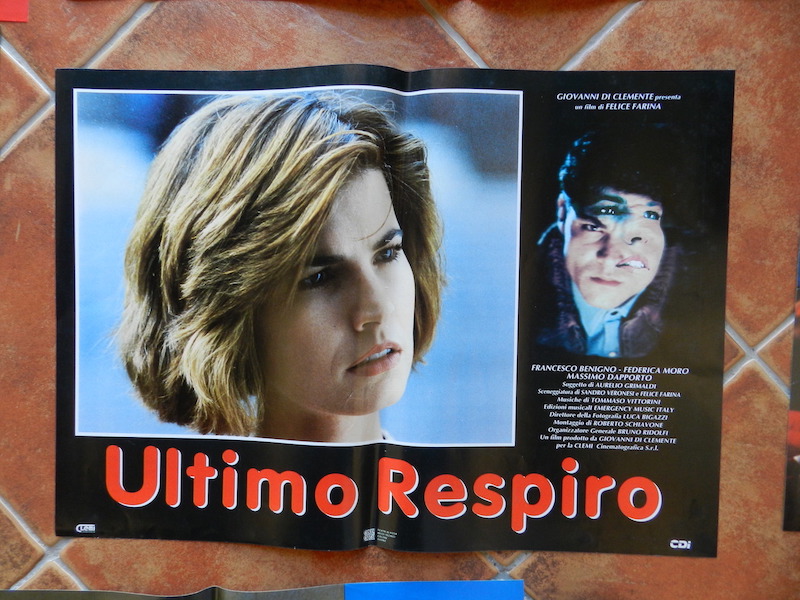 GIOVANNI DI CLEMENTE presenta
un film di FELICE FARINA
FRANCESCO BENIGNO - FEDERICA MORO
MASSIMO DAPPORTO
Soggetto di AURELIO GRIMALDI
Sceneggiatura di SANDRO VERONESI e FELICE FARINA
Musiche di TOMMASO VITTORINI
Edizioni musicali EMERGENCY MUSIC ITALY
Direttore della Fotografia LUCA BIGAZZI
Montaggio di ROBERTO SCHIAVONE
Organizzatore Generale BRUNO RIDOLFI
Un film prodotto da GIOVANNI DI CLEMENTE
per la CLEMI Cinematografica S.r.l.
Ultimo Respiro
CDI